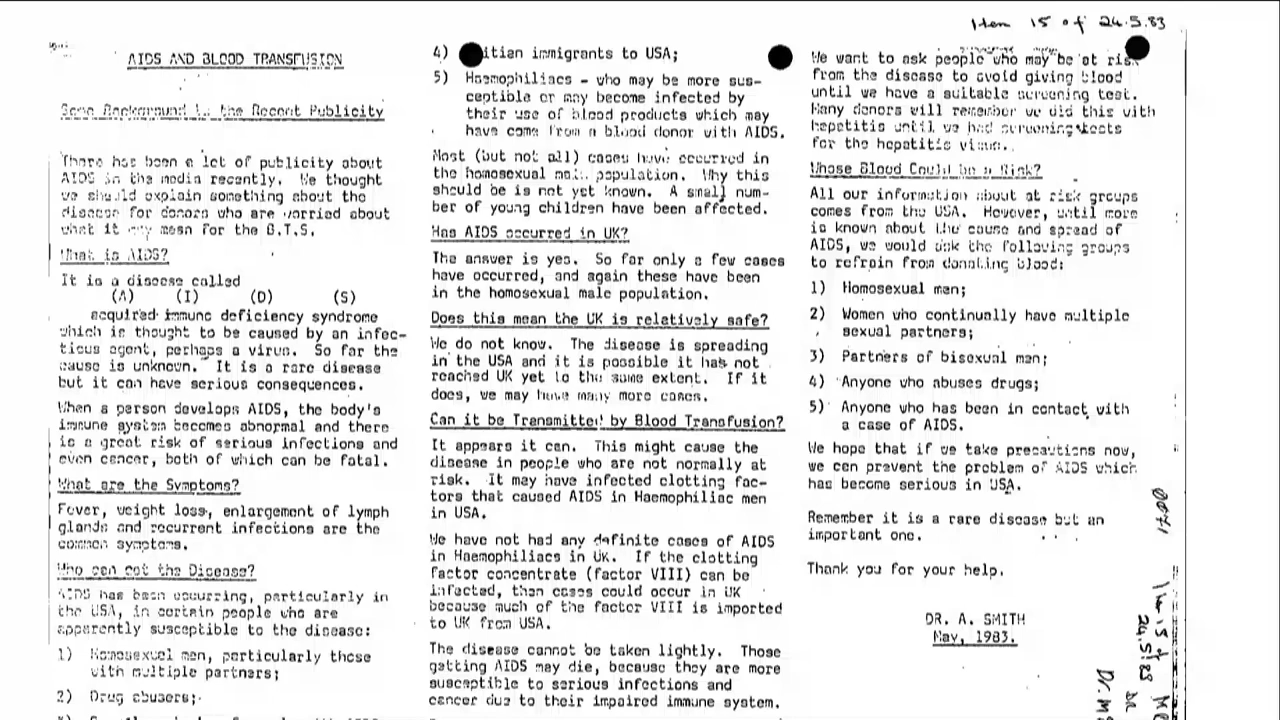 Item 15 of 24.5.83
AIDS AND BLOOD TRANSFUSION
Some Background to the Recent Publicity
There has been a lot of publicity about
AIDS in the media recently. We thought
we should explain something about the
disease for donors who are worried about
what it may mean for the B.T.S.
What is AIDS?
It is a disease called
(A) (I) (D) (S)
acquired immune deficiency syndrome
which is thought to be caused by an infec-
tious agent, perhaps a virus. So far the
cause is unknown. It is a rare disease
but it can have serious consequences.
When a person develops AIDS, the body's
immune system becomes abnormal and there
is a great risk of serious infections and
even cancer, both of which can be fatal.
What are the Symptoms?
Fever, weight loss, enlargement of lymph
glands and recurrent infections are the
common symptoms.
Who can get the Disease?
AIDS has been occurring, particularly in
the USA, in certain people who are
apparently susceptible to the disease:
1) Homosexual men, particularly those
with multiple partners;
2) Drug abusers;
4) itian immigrants to USA;
5) Haemophiliacs - who may be more sus-
ceptible or may become infected by
their use of blood products which may
have come from a blood donor with AIDS.
Most (but not all) cases have occurred in
the homosexual male population. Why this
should be is not yet known. A small num-
ber of young children have been affected.
Has AIDS occurred in UK?
The answer is yes. So far only a few cases
have occurred, and again these have been
in the homosexual male population.
Does this mean the UK is relatively safe?
We do not know. The disease is spreading
in the USA and it is possible it has not
reached UK yet to the same extent. If it
does, we may have many more cases.
Can it be Transmitted by Blood Transfusion?
It appears it can. This might cause the
disease in people who are not normally at
risk. It may have infected clotting fac-
tors that caused AIDS in Haemophiliac men
in USA.
We have not had any definite cases of AIDS
in Haemophiliacs in UK. If the clotting
factor concentrate (factor VIII) can be
infected, then cases could occur in UK
because much of the factor VIII is imported
to UK from USA.
The disease cannot be taken lightly. Those
getting AIDS may die, because they are more
susceptible to serious infections and
cancer due to their impaired immune system.
We want to ask people who may be at risk
from the disease to avoid giving blood
until we have a suitable screening test.
Many donors will remember we did this with
hepatitis until we had screening tests
for the hepatitis virus.
Whose Blood Could be a Risk?
All our information about at risk groups
comes from the USA. However, until more
is known about the cause and spread of
AIDS, we would ask the following groups
to refrain from donating blood:
1) Homosexual men;
2) Women who continually have multiple
sexual partners;
3) Partners of bisexual men;
4) Anyone who abuses drugs;
5) Anyone who has been in contact with
a case of AIDS.
We hope that if we take precautions now,
we can prevent the problem of AIDS which
has become serious in USA.
Remember it is a rare disease but an
important one.
Thank you for your help.
DR. A. SMITH
May, 1983.
0071
24.5.83